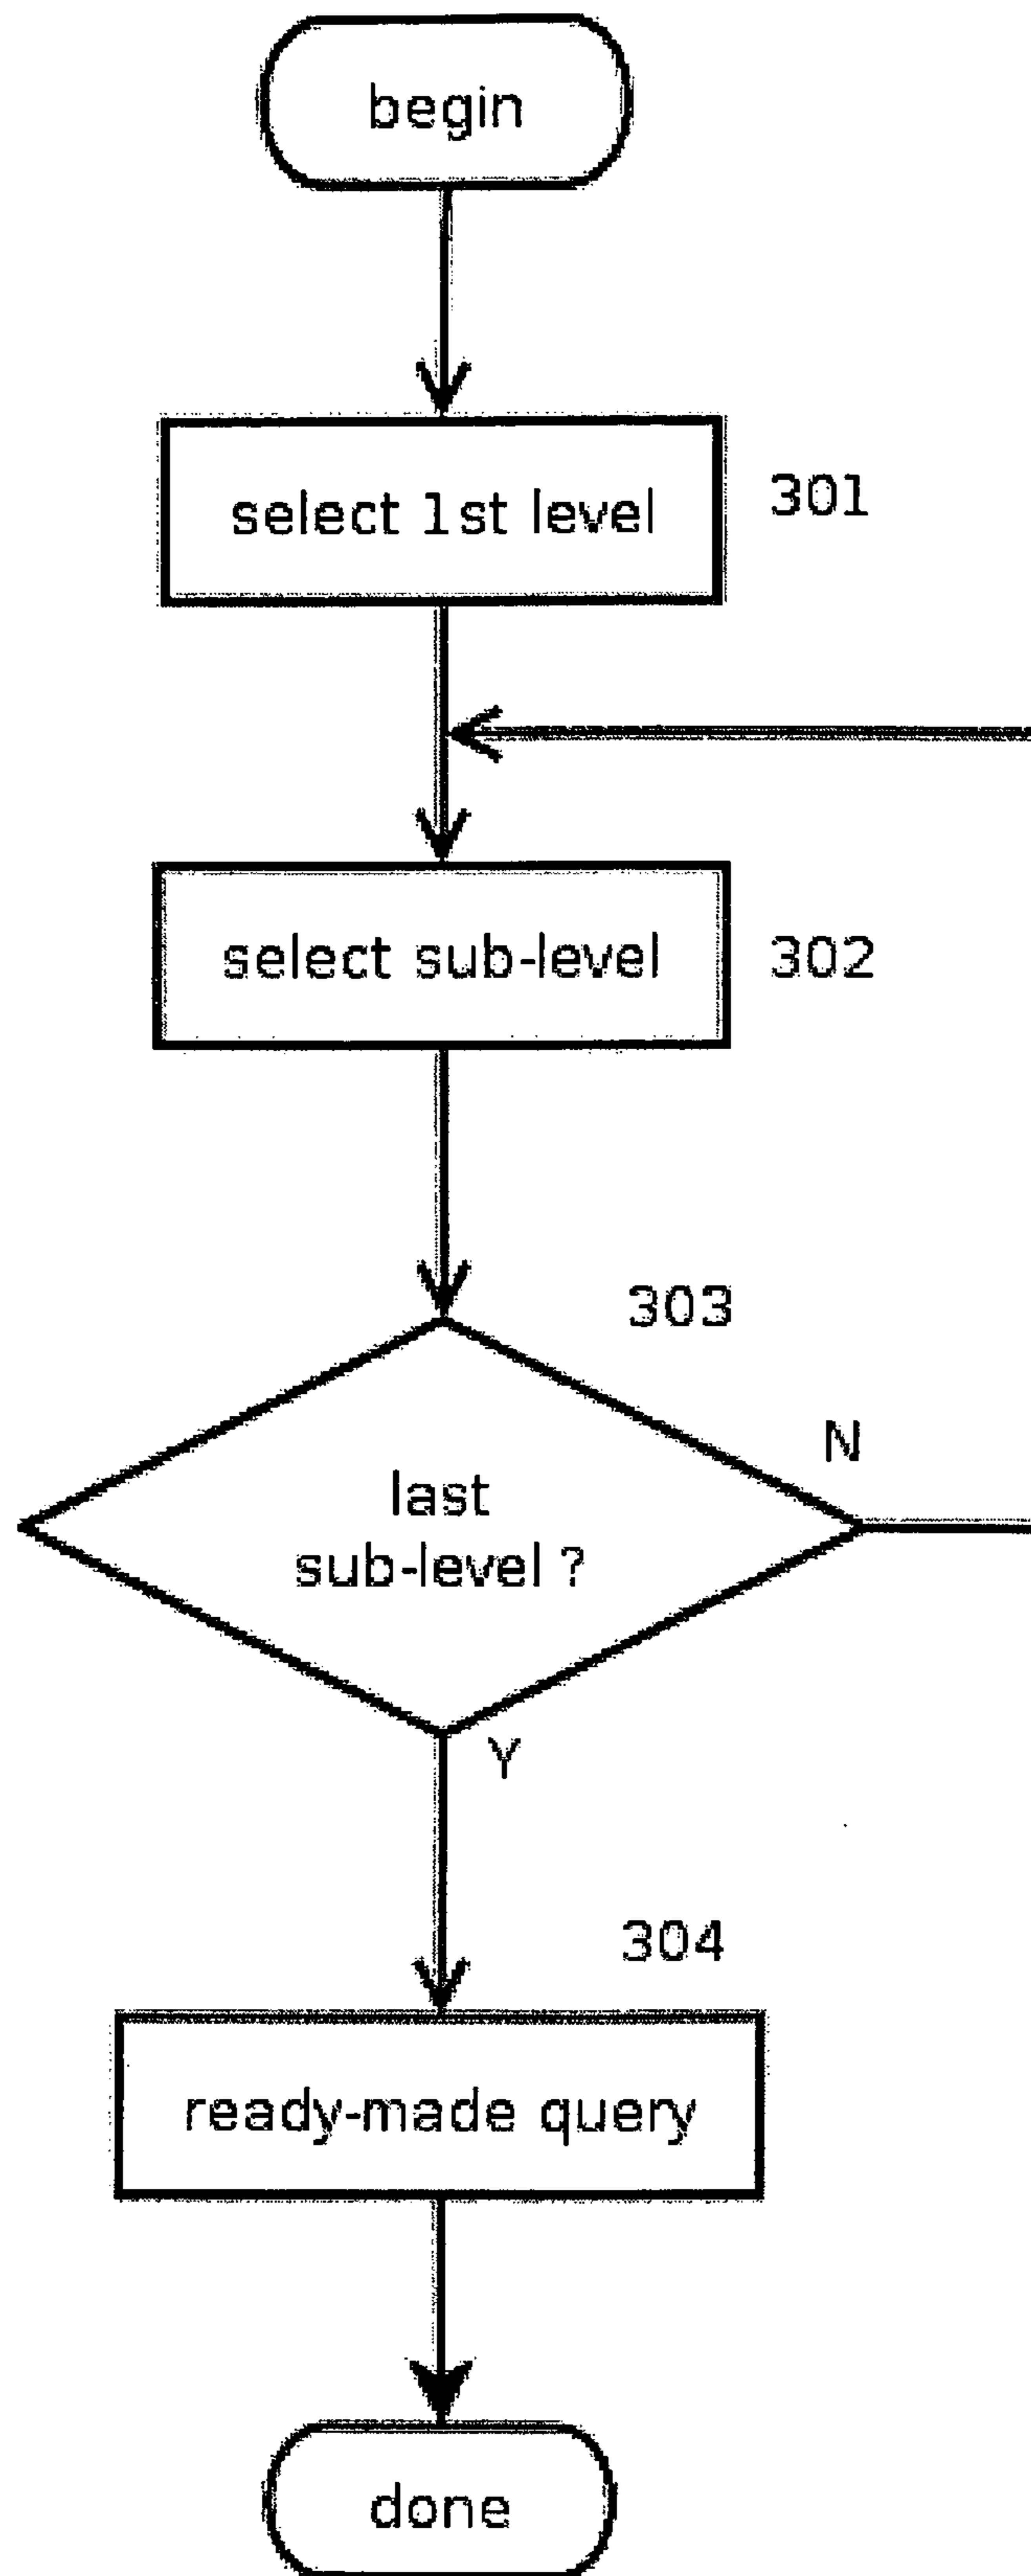 begin
select 1st level
301
select sub-level
302
303
N
last
sub-level ?
Y
304
ready-made query
done